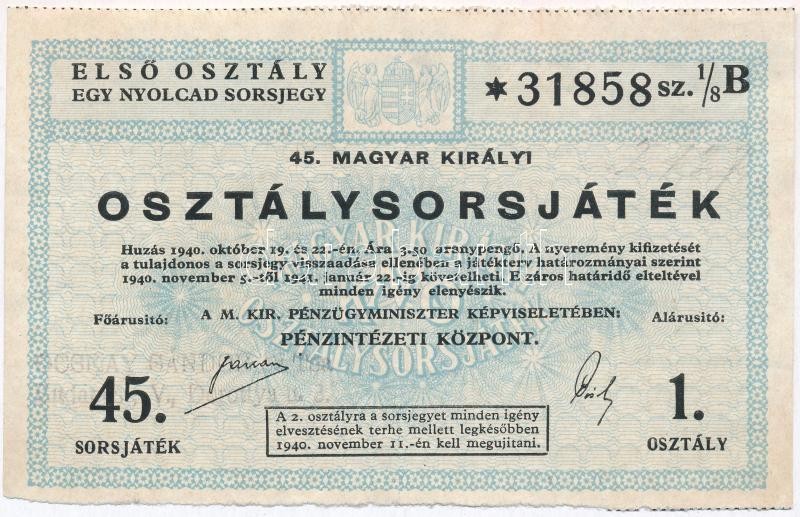 ELSŐ OSZTÁLY
EGY NYOLCAD SORSJEGY
*31858 SZ. 1/8 B
45. MAGYAR KIRÁLYI
OSZTÁLYSORSJÁTÉK
Huzás 1940. október 19. és 22.-én. Ára 3.50 aranypengő. A nyeremény kifizetését
a tulajdonos a sorsjegy visszaadása ellenében a játékterv határozmányai szerint
1940. november 5.-től 1941. január 22.-ig követelheti. E záros határidő elteltével
minden igény elenyészik.
Főárusító:
A M. KIR. PÉNZÜGYMINISZTER KÉPVISELETÉBEN:
Alárusító:
PÉNZINTÉZETI KÖZPONT.
45.
SORSJÁTÉK
A 2. osztályra a sorsjegyet minden igény
elvesztésének terhe mellett legkésőbben
1940. november 11.-én kell megujítani.
1.
OSZTÁLY